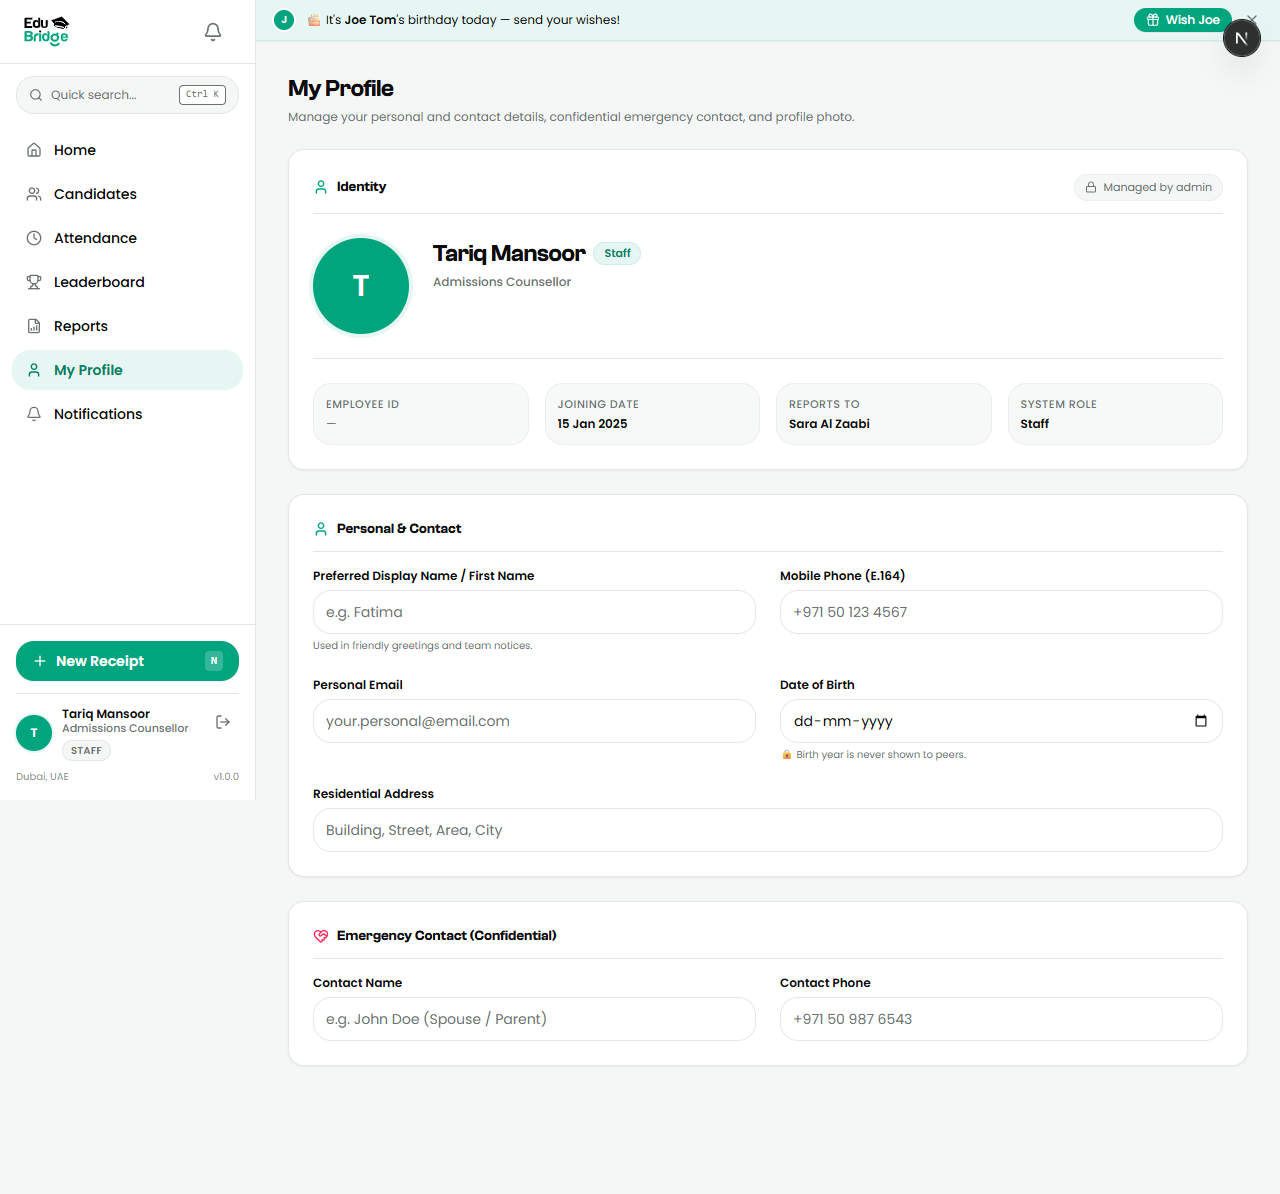 Edu
Bridge
Quick search...
Ctrl K
Home
Candidates
Attendance
Leaderboard
Reports
My Profile
Notifications
New Receipt
N
T
Tariq Mansoor
Admissions Counsellor
STAFF
Dubai, UAE
v1.0.0
J
It's Joe Tom's birthday today — send your wishes!
Wish Joe
N
My Profile
Manage your personal and contact details, confidential emergency contact, and profile photo.
Identity
Managed by admin
T
Tariq Mansoor
Staff
Admissions Counsellor
EMPLOYEE ID
—
JOINING DATE
15 Jan 2025
REPORTS TO
Sara Al Zaabi
SYSTEM ROLE
Staff
Personal & Contact
Preferred Display Name / First Name
e.g. Fatima
Used in friendly greetings and team notices.
Mobile Phone (E.164)
+971 50 123 4567
Personal Email
your.personal@email.com
Date of Birth
dd-mm-yyyy
Birth year is never shown to peers.
Residential Address
Building, Street, Area, City
Emergency Contact (Confidential)
Contact Name
e.g. John Doe (Spouse / Parent)
Contact Phone
+971 50 987 6543